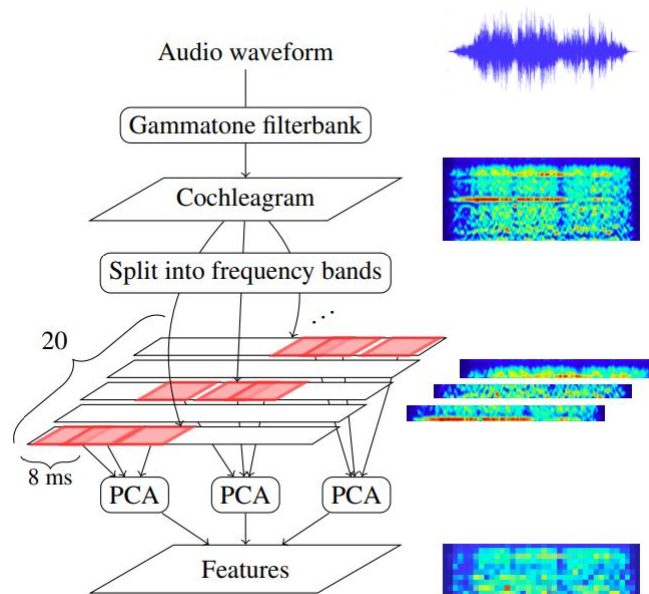 Audio waveform
Gammatone filterbank
Cochleagram
Split into frequency bands
...
20
8 ms
PCA PCA PCA
Features